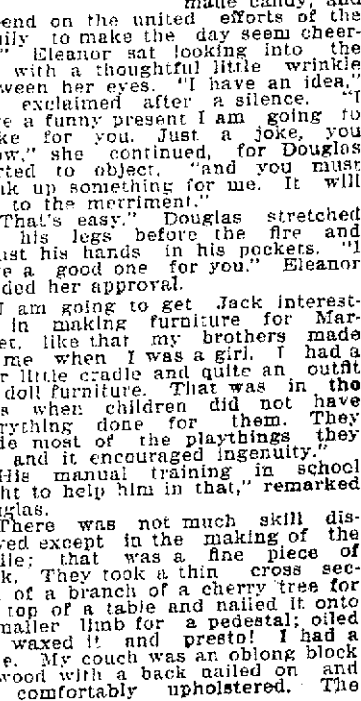 made candy, and
end on the united efforts of the
ily to make the day seem cheer-
" Eleanor sat looking into the
with a thoughtful little wrinkle
ween her eyes. "I have an idea,"
exclaimed after a silence. "I
e a funny present I am going to
ke for you. Just a joke, you
ow," she continued, for Douglas
rted to object, "and you must
nk up something for me. It will
to the merriment."
That's easy." Douglas stretched
his legs before the fire and
ust his hands in his pockets. "I
e a good one for you." Eleanor
ded her approval.
I am going to get Jack interest-
in making furniture for Mar-
et, like that my brothers made
me when I was a girl. I had a
r little cradle and quite an outfit
doll furniture. That was in the
s when children did not have
rything done for them. They
de most of the playthings they
and it encouraged ingenuity."
His manual training in school
ht to help him in that," remarked
glas.
There was not much skill dis-
yed except in the making of the
ile; that was a fine piece of
k. They took a thin cross sec-
of a branch of a cherry tree for
top of a table and nailed it onto
maller limb for a pedestal; oiled
waxed it and presto! I had a
e. My couch was an oblong block
wood with a back nailed on and
comfortably upholstered. The